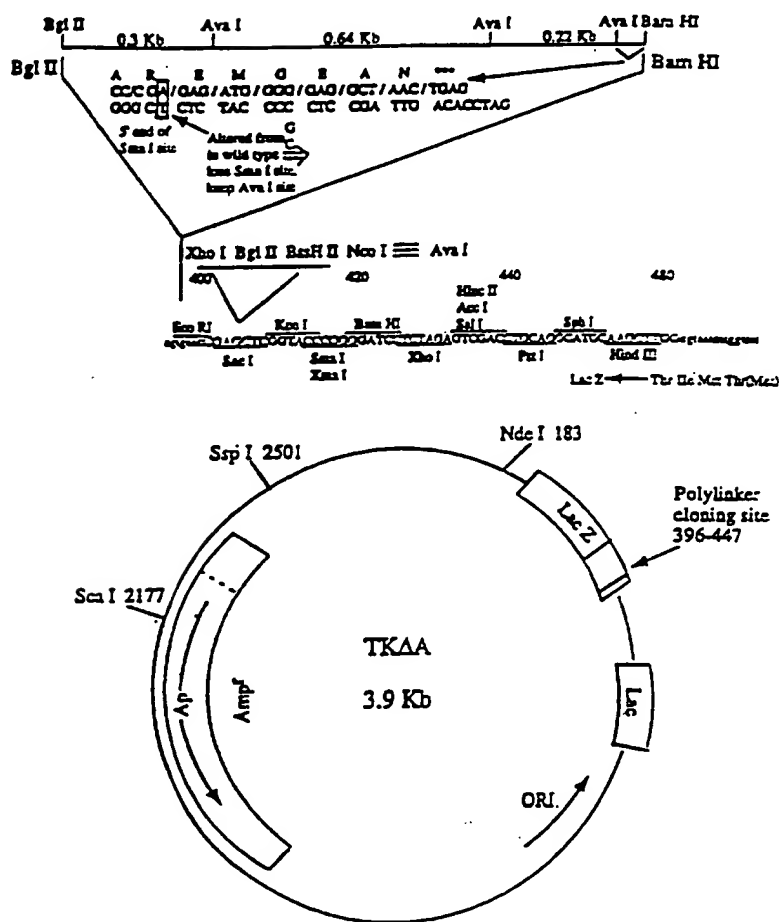 Bgl II Ava I Ava I Ava I Bam HI
0.3 Kb 0.64 Kb 0.22 Kb
Bgl II Bam HI
A R E M G E A N ***
CC/C GA/GAG/ATG/GGG/GAG/GCT/AAC/TGAG
CTC TAC CCC CTC CGA TTG ACACCTAG
5' end of
Sma I site
Altered from G
in wild type
lose Sma I site,
keep Ava I site
Xho I Bgl II BssH II Nco I Ava I
400 420 440 480
Hinc II
Acc I
Eco RI Kpn I Bam HI Sal I Sph I
Sac I Sma I Xho I Pst I Hind III
Xma I
Lac Z Thr Ile Met Thr(Met)
Ssp I 2501
Nde I 183
Lac Z
Polylinker
cloning site
396-447
Sca I 2177
TKΔA
3.9 Kb
Ap
Ampr
Lac
ORI.